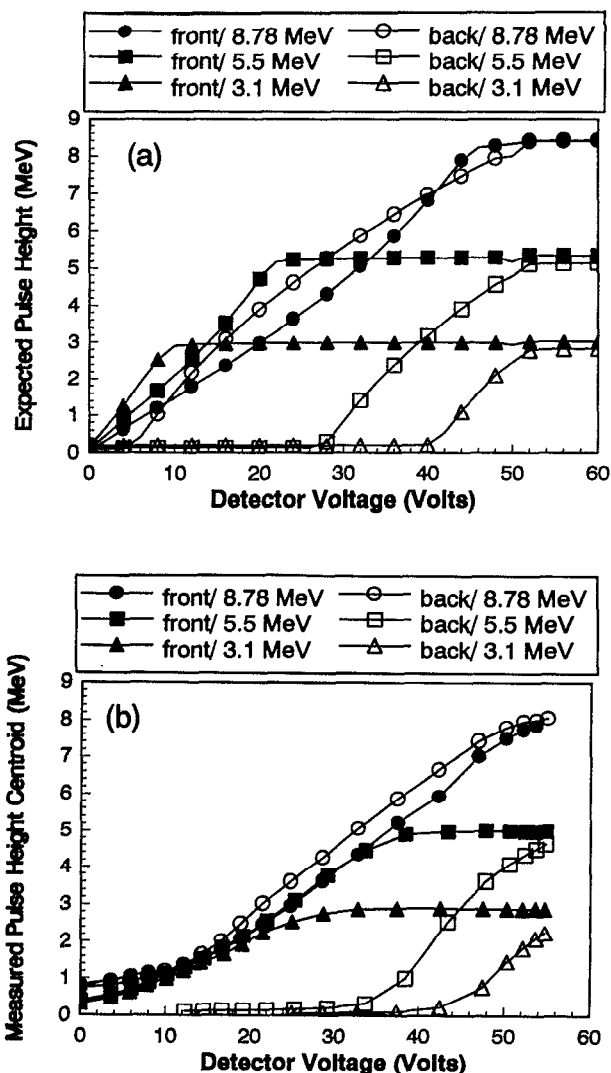 front/ 8.78 MeV back/ 8.78 MeV
front/ 5.5 MeV back/ 5.5 MeV
front/ 3.1 MeV back/ 3.1 MeV
(a)
Expected Pulse Height (MeV)
9
8
7
6
5
4
3
2
1
0
0 10 20 30 40 50 60
Detector Voltage (Volts)
front/ 8.78 MeV back/ 8.78 MeV
front/ 5.5 MeV back/ 5.5 MeV
front/ 3.1 MeV back/ 3.1 MeV
(b)
Measured Pulse Height Centroid (MeV)
9
8
7
6
5
4
3
2
1
0
0 10 20 30 40 50 60
Detector Voltage (Volts)